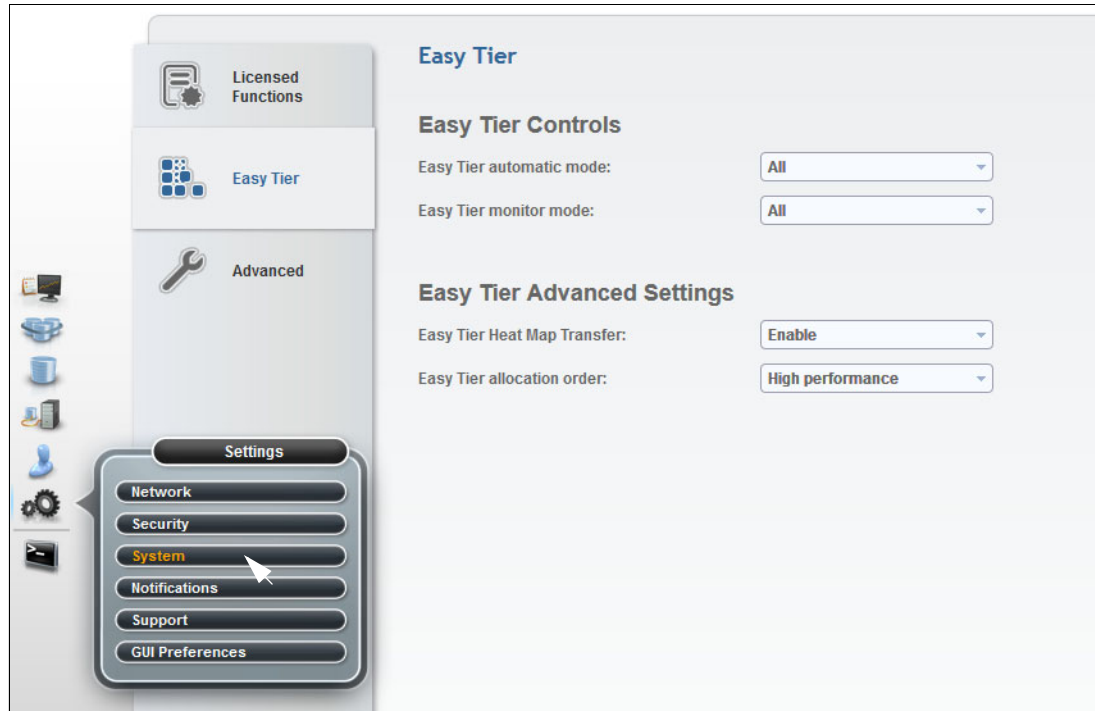 Licensed
Functions
Easy Tier
Advanced
Easy Tier
Easy Tier Controls
Easy Tier automatic mode: All
Easy Tier monitor mode: All
Easy Tier Advanced Settings
Easy Tier Heat Map Transfer: Enable
Easy Tier allocation order: High performance
Settings
Network
Security
System
Notifications
Support
GUI Preferences